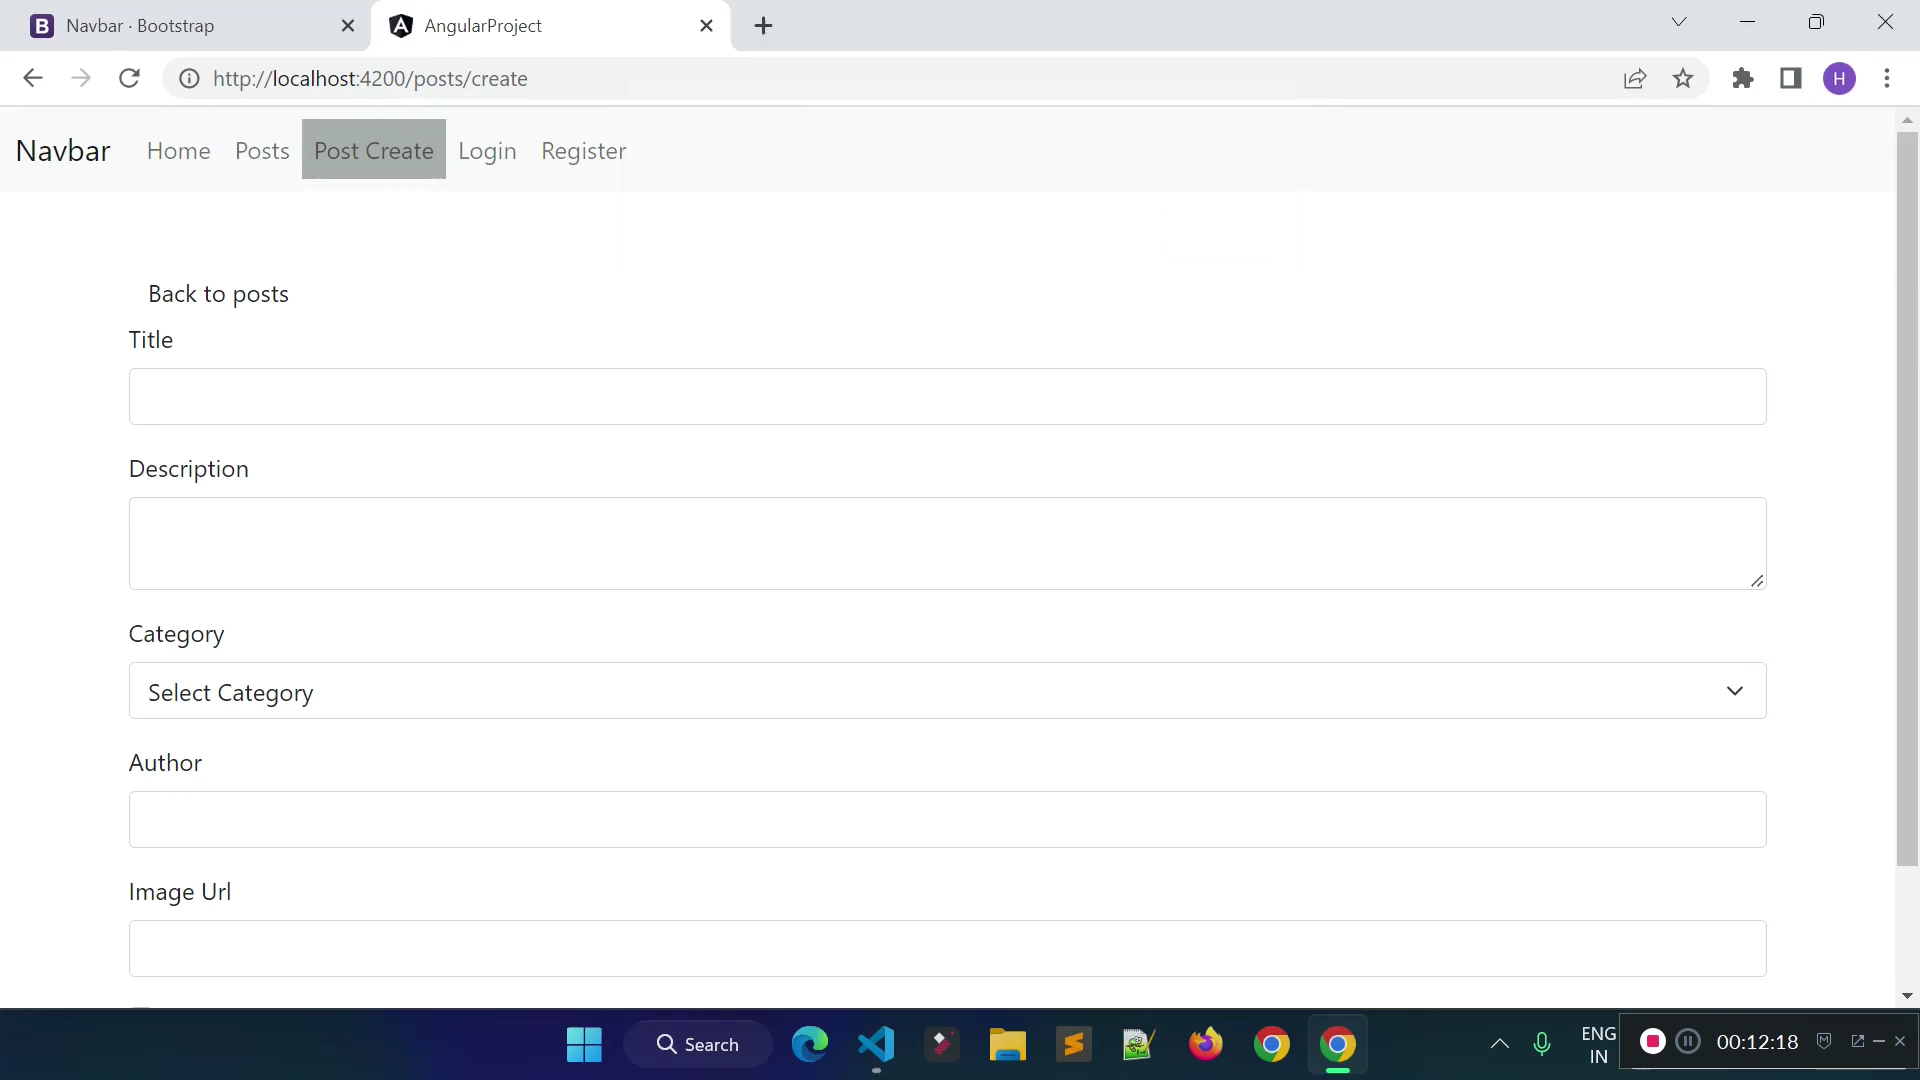 Navbar · Bootstrap
AngularProject
http://localhost:4200/posts/create
H
Navbar Home Posts Post Create Login Register
Back to posts
Title
Description
Category
Select Category
Author
Image Url
Search
ENG
IN
00:12:18